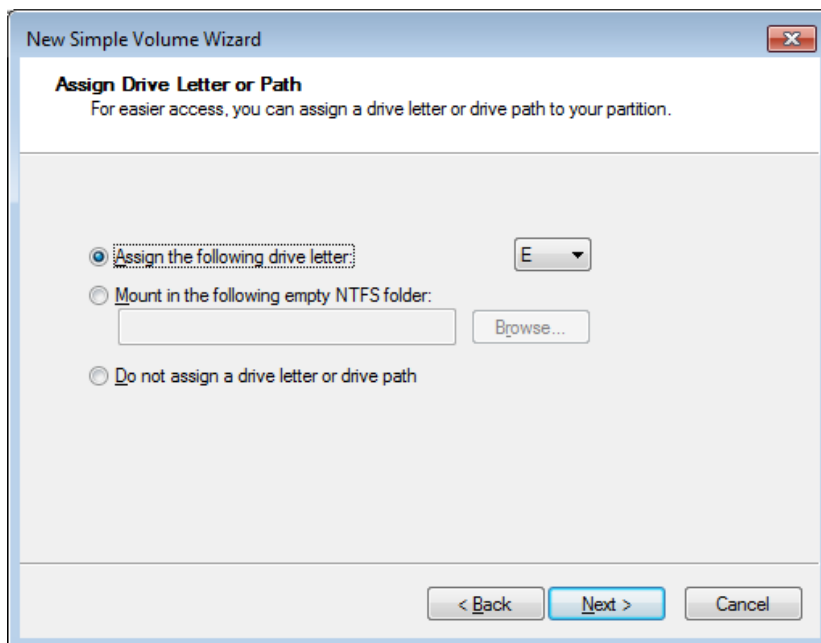 New Simple Volume Wizard
Assign Drive Letter or Path
For easier access, you can assign a drive letter or drive path to your partition.
Assign the following drive letter: E
Mount in the following empty NTFS folder:
Browse...
Do not assign a drive letter or drive path
< Back Next > Cancel